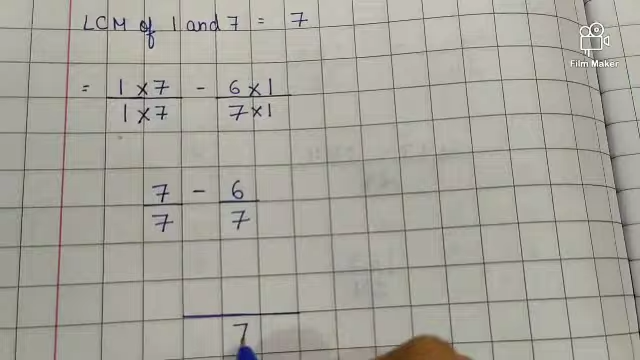 LCM of 1 and 7 = 7
Film Maker
= 1 x 7 - 6 x 1
1 x 7 7 x 1
7 - 6
7 7
7